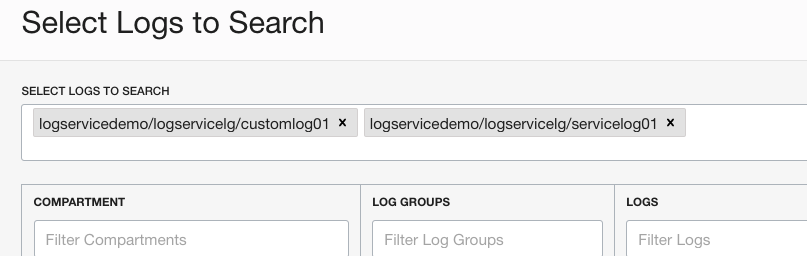 Select Logs to Search
SELECT LOGS TO SEARCH
logservicedemo/logservicelg/customlog01 × logservicedemo/logservicelg/servicelog01 ×
COMPARTMENT LOG GROUPS LOGS
Filter Compartments Filter Log Groups Filter Logs